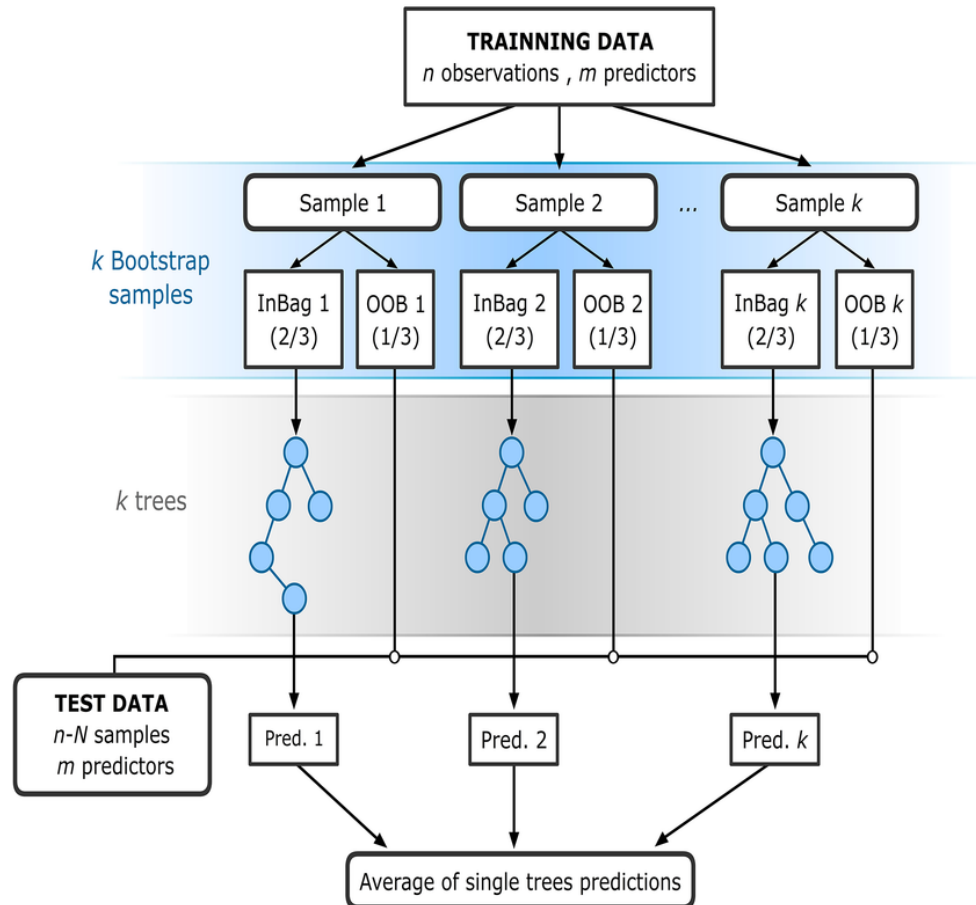 TRAINNING DATA
n observations , m predictors
Sample 1
Sample 2
...
Sample k
k Bootstrap
samples
InBag 1
(2/3)
OOB 1
(1/3)
InBag 2
(2/3)
OOB 2
(1/3)
InBag k
(2/3)
OOB k
(1/3)
k trees
TEST DATA
n-N samples
m predictors
Pred. 1
Pred. 2
Pred. k
Average of single trees predictions